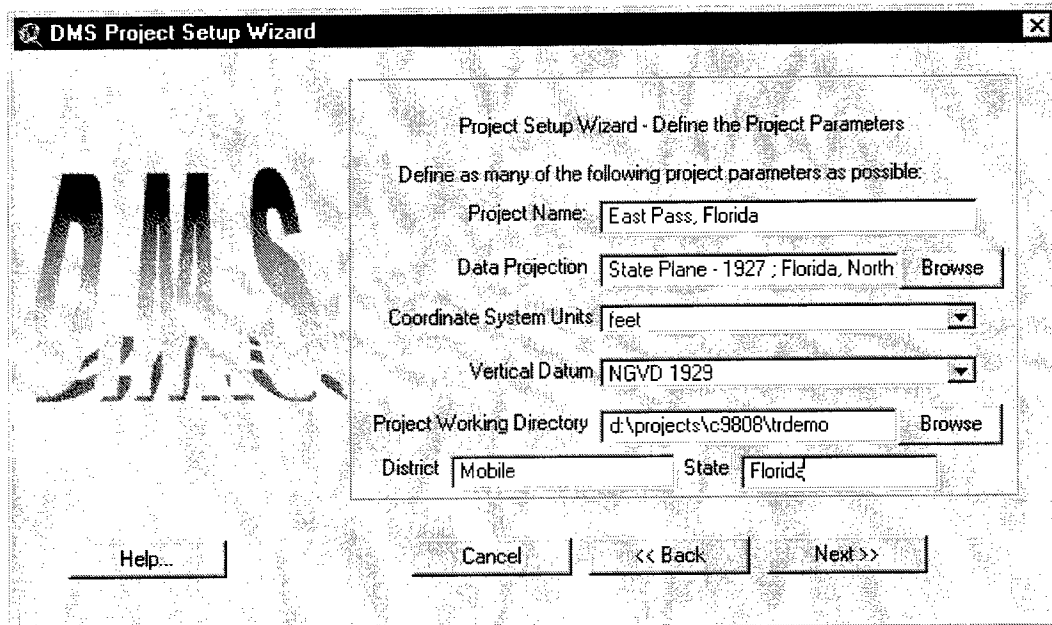 DMS Project Setup Wizard
DMS
Project Setup Wizard - Define the Project Parameters
Define as many of the following project parameters as possible:
Project Name: East Pass, Florida
Data Projection State Plane - 1927 ; Florida, North Browse
Coordinate System Units feet
Vertical Datum NGVD 1929
Project Working Directory d:\projects\c9808\trdemo Browse
District Mobile State Florida
Help... Cancel << Back Next >>